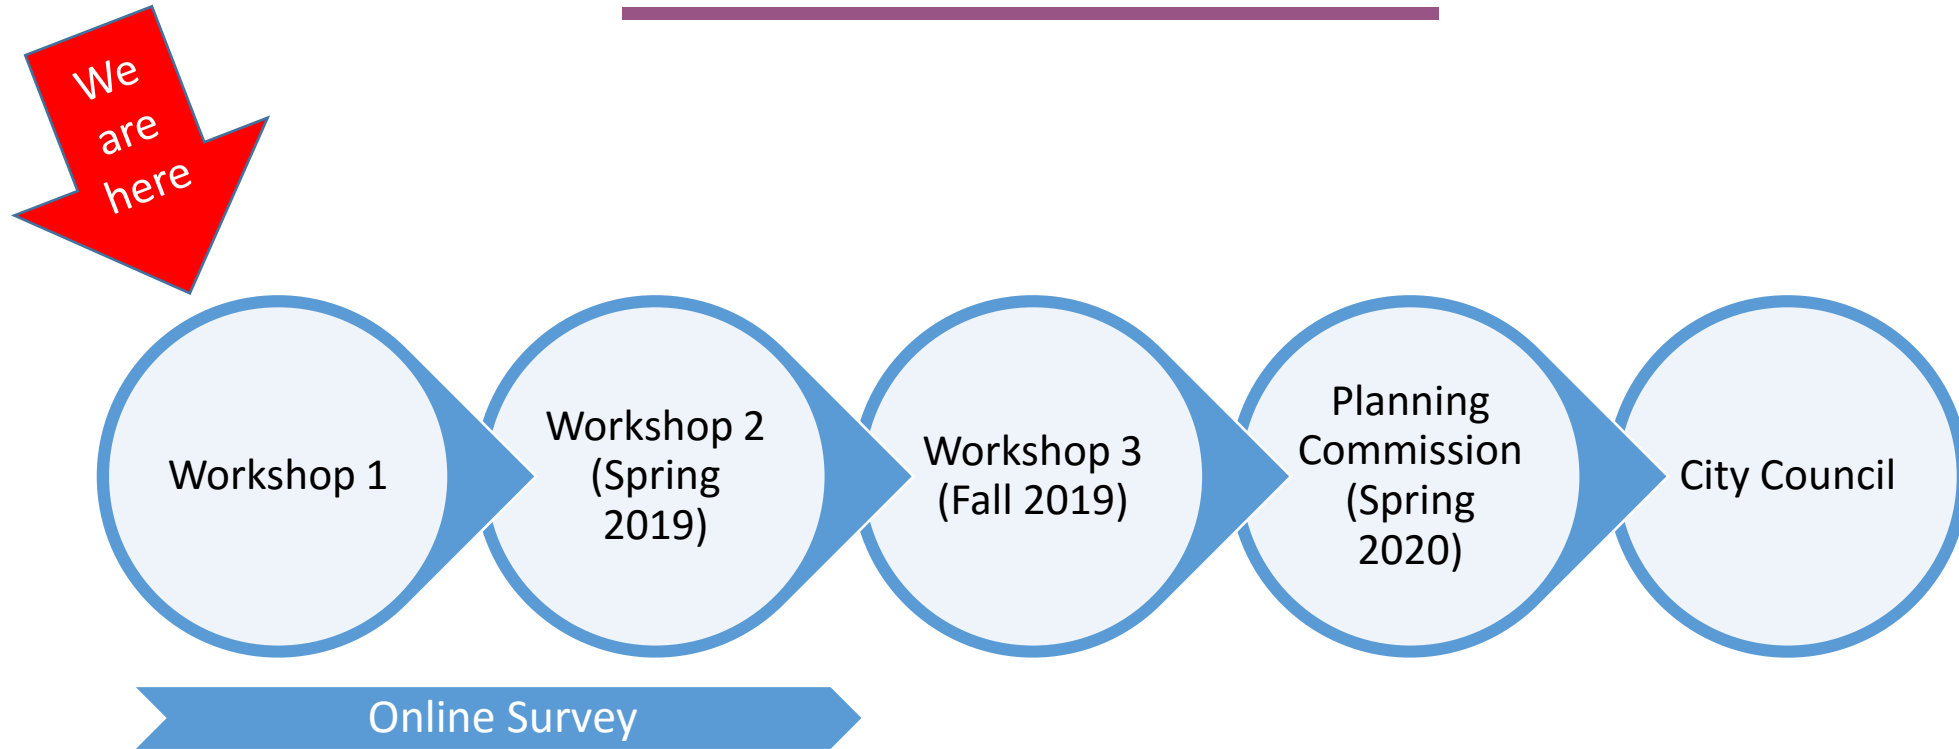 We
are
here
Workshop 1
Workshop 2
(Spring
2019)
Workshop 3
(Fall 2019)
Planning
Commission
(Spring
2020)
City Council
Online Survey